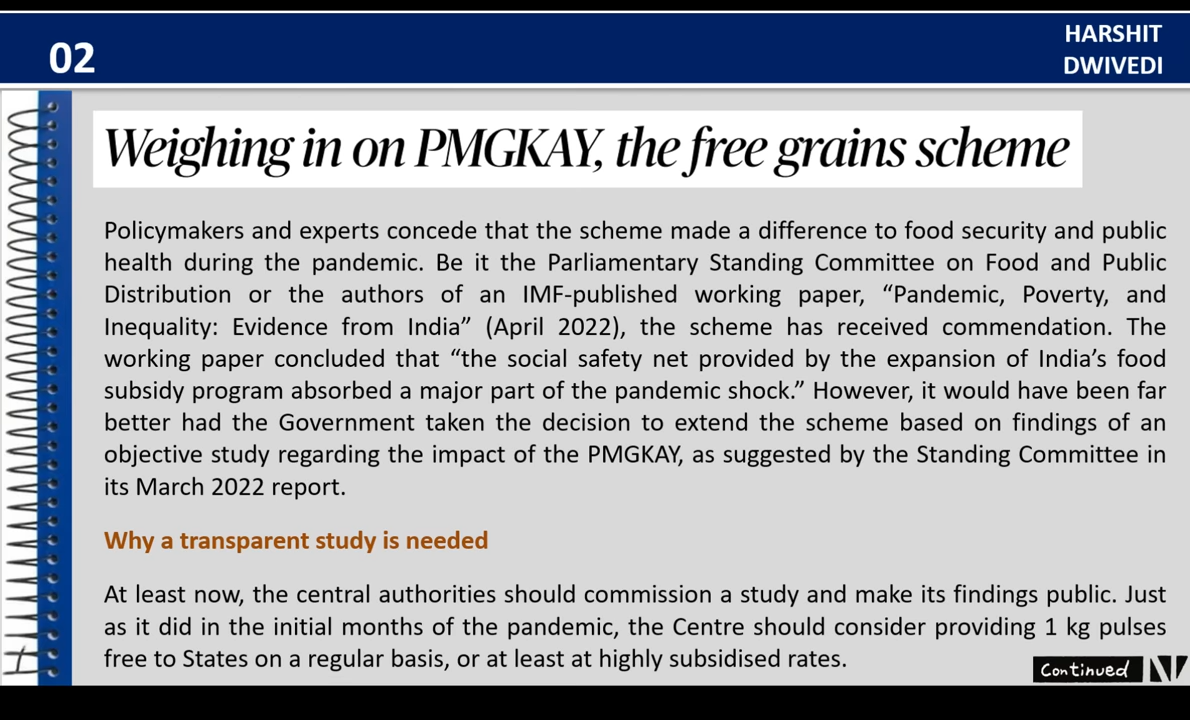 02
HARSHIT
DWIVEDI
Weighing in on PMGKAY, the free grains scheme
Policymakers and experts concede that the scheme made a difference to food security and public
health during the pandemic. Be it the Parliamentary Standing Committee on Food and Public
Distribution or the authors of an IMF-published working paper, “Pandemic, Poverty, and
Inequality: Evidence from India” (April 2022), the scheme has received commendation. The
working paper concluded that “the social safety net provided by the expansion of India’s food
subsidy program absorbed a major part of the pandemic shock.” However, it would have been far
better had the Government taken the decision to extend the scheme based on findings of an
objective study regarding the impact of the PMGKAY, as suggested by the Standing Committee in
its March 2022 report.
Why a transparent study is needed
At least now, the central authorities should commission a study and make its findings public. Just
as it did in the initial months of the pandemic, the Centre should consider providing 1 kg pulses
free to States on a regular basis, or at least at highly subsidised rates.
Continued